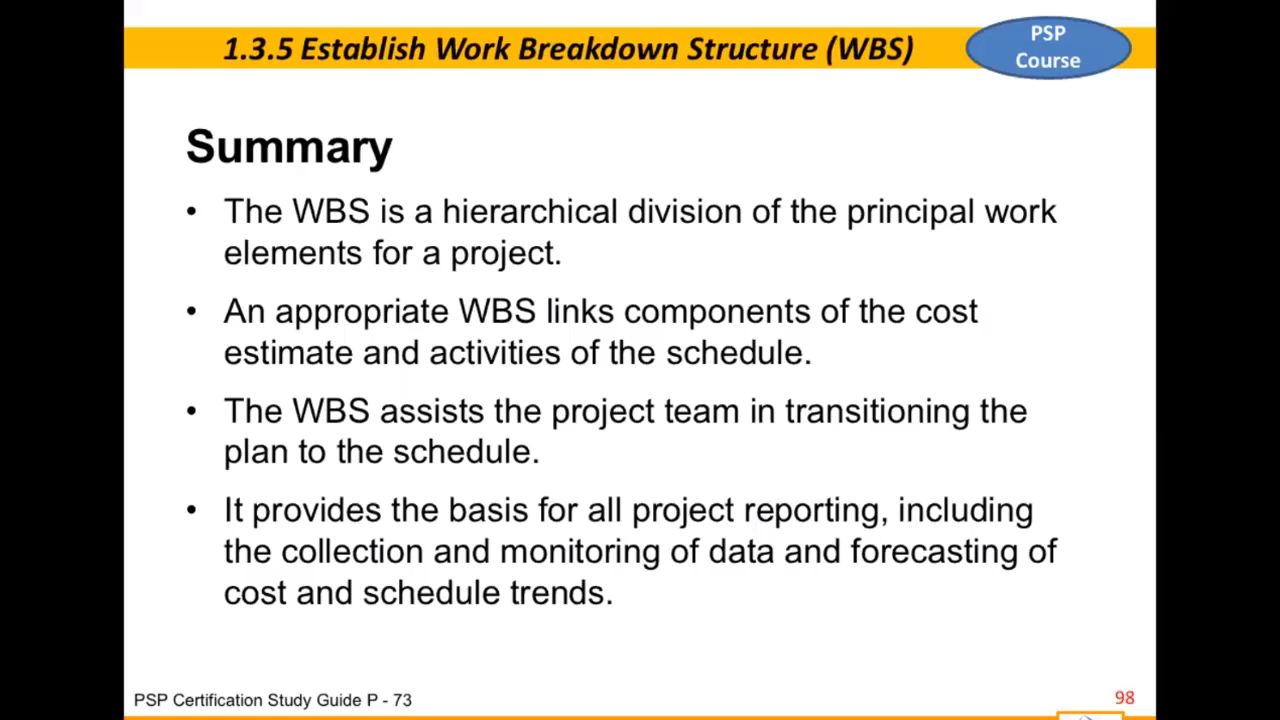 1.3.5 Establish Work Breakdown Structure (WBS)
PSP
Course
Summary
• The WBS is a hierarchical division of the principal work
elements for a project.
• An appropriate WBS links components of the cost
estimate and activities of the schedule.
• The WBS assists the project team in transitioning the
plan to the schedule.
• It provides the basis for all project reporting, including
the collection and monitoring of data and forecasting of
cost and schedule trends.
PSP Certification Study Guide P - 73
98